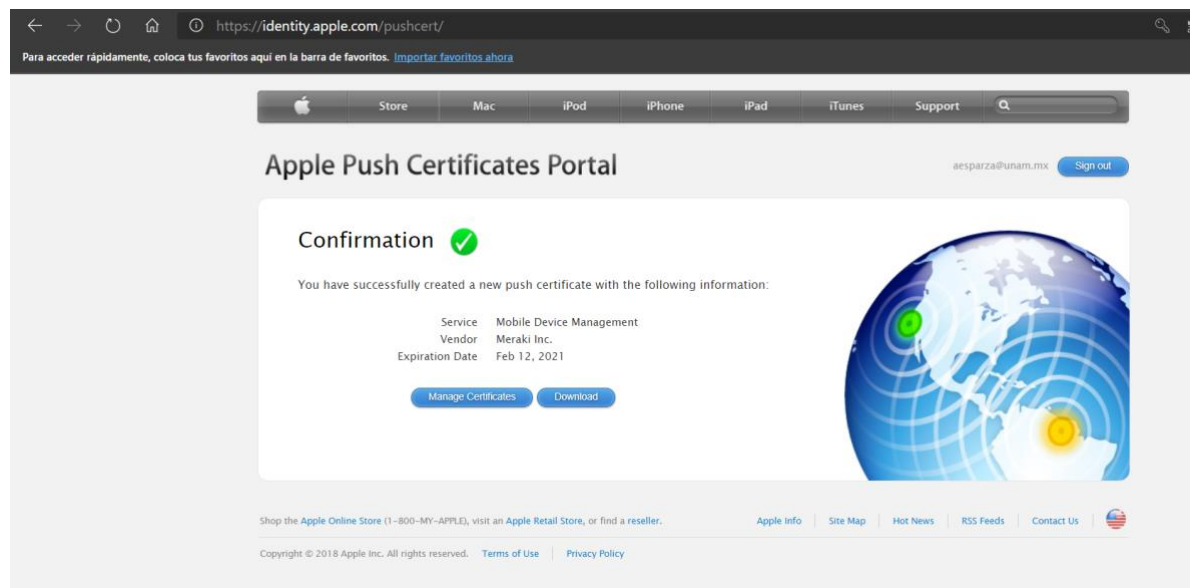 https://identity.apple.com/pushcert/
Para acceder rápidamente, coloca tus favoritos aquí en la barra de favoritos. Importar favoritos ahora
Store Mac iPod iPhone iPad iTunes Support
Apple Push Certificates Portal
aesparza@unam.mx Sign out
Confirmation
You have successfully created a new push certificate with the following information:
Service Mobile Device Management
Vendor Meraki Inc.
Expiration Date Feb 12, 2021
Manage Certificates Download
Shop the Apple Online Store (1-800-MY-APPLE), visit an Apple Retail Store, or find a reseller. Apple Info Site Map Hot News RSS Feeds Contact Us
Copyright © 2018 Apple Inc. All rights reserved. Terms of Use Privacy Policy